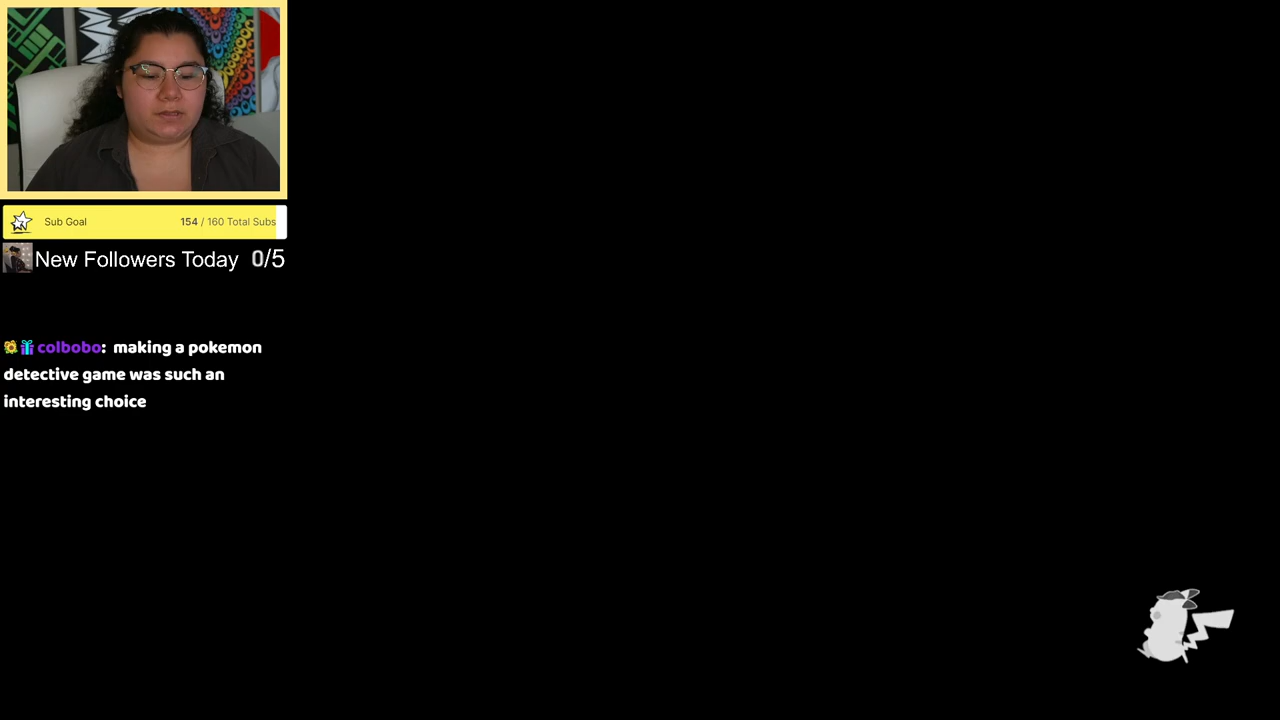 Sub Goal 154 / 160 Total Subs
New Followers Today 0/5
colbobo: making a pokemon
detective game was such an
interesting choice